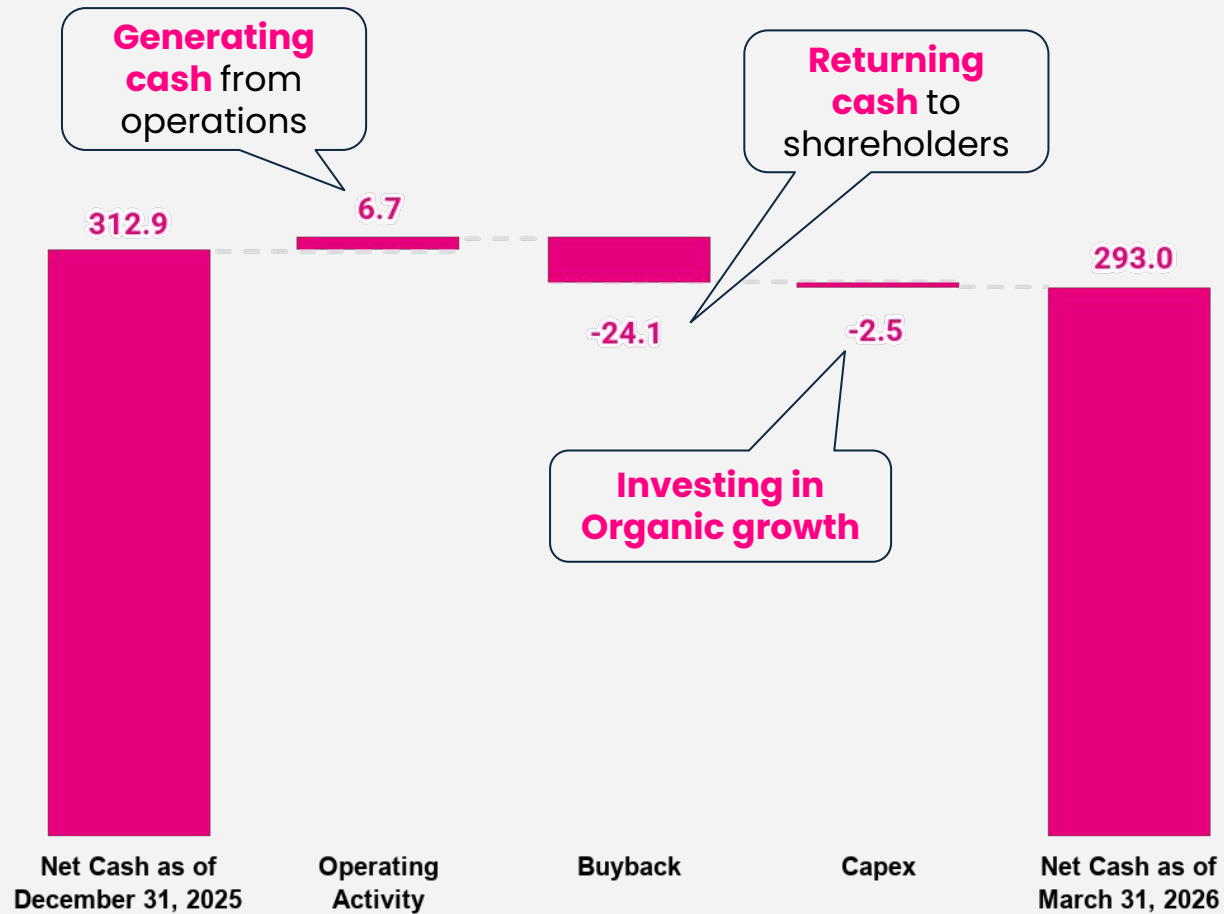 Generating
cash from
operations
Returning
cash to
shareholders
312.9
6.7
-24.1
-2.5
293.0
Investing in
Organic growth
Net Cash as of
December 31, 2025
Operating
Activity
Buyback
Capex
Net Cash as of
March 31, 2026